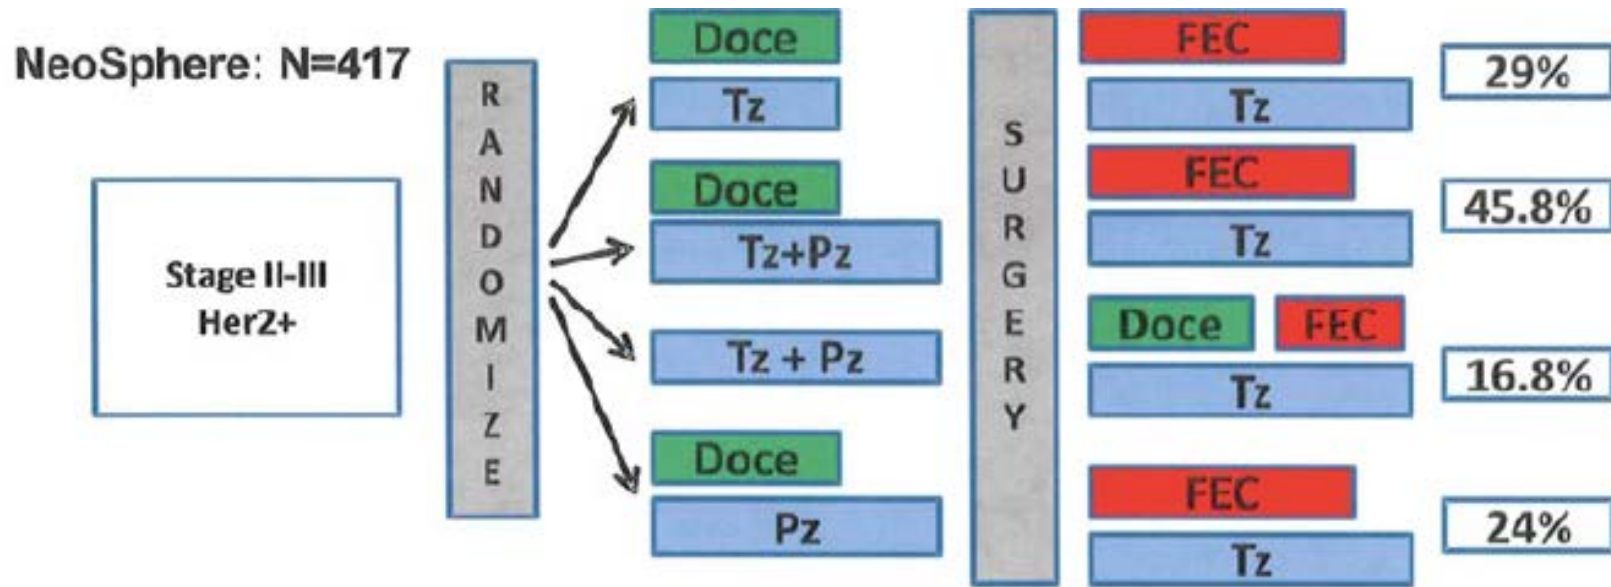 NeoSphere: N=417
Stage II-III
Her2+
RANDOMIZE
Doce
Tz
Doce
Tz+Pz
Tz + Pz
Doce
Pz
SURGERY
FEC
Tz
29%
FEC
Tz
45.8%
Doce FEC
Tz
16.8%
FEC
Tz
24%